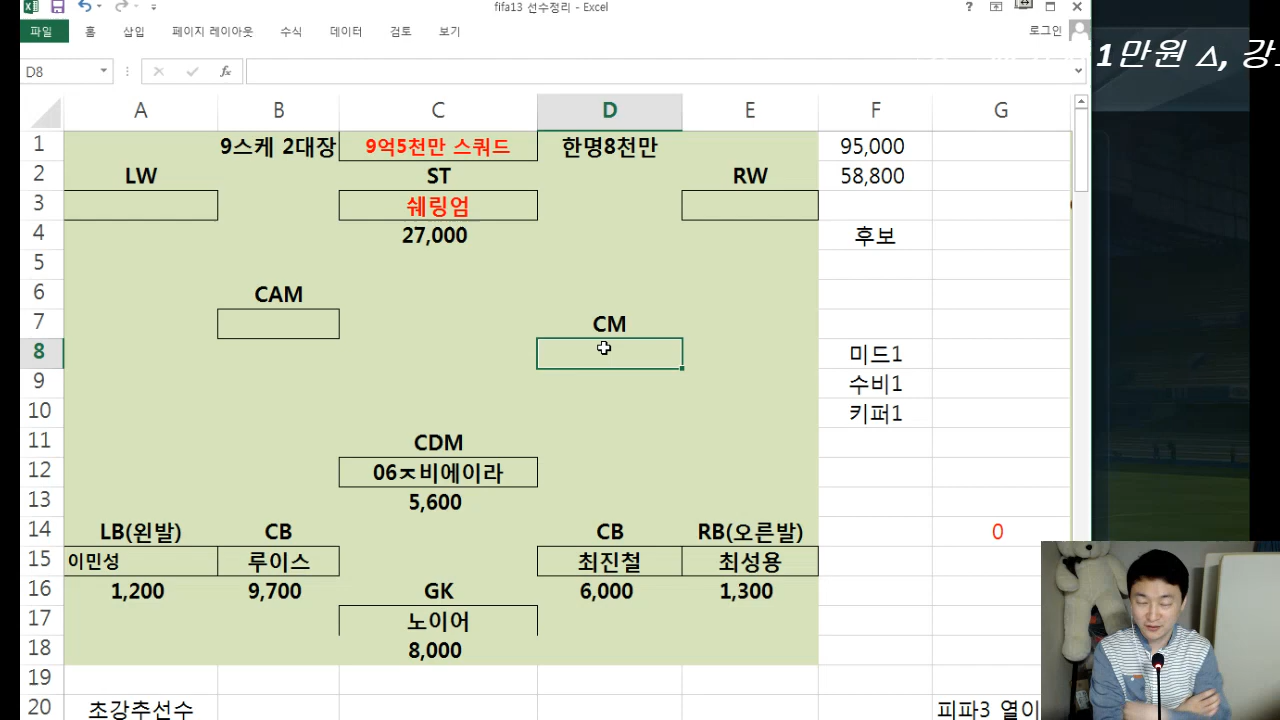 fifa13 선수정리 - Excel
파일 홈 삽입 페이지 레이아웃 수식 데이터 검토 보기 로그인
1만원 △, 강
D8 fx
A B C D E F G
1 9스케 2대장 9억5천만 스쿼드 한명8천만 95,000
2 LW ST RW 58,800
3 쉐링엄
4 27,000 후보
5
6 CAM
7 CM
8 미드1
9 수비1
10 키퍼1
11 CDM
12 06ㅈ비에이라
13 5,600
14 LB(왼발) CB CB RB(오른발) 0
15 이민성 루이스 최진철 최성용
16 1,200 9,700 GK 6,000 1,300
17 노이어
18 8,000
19
20 초강추선수 피파3 열이